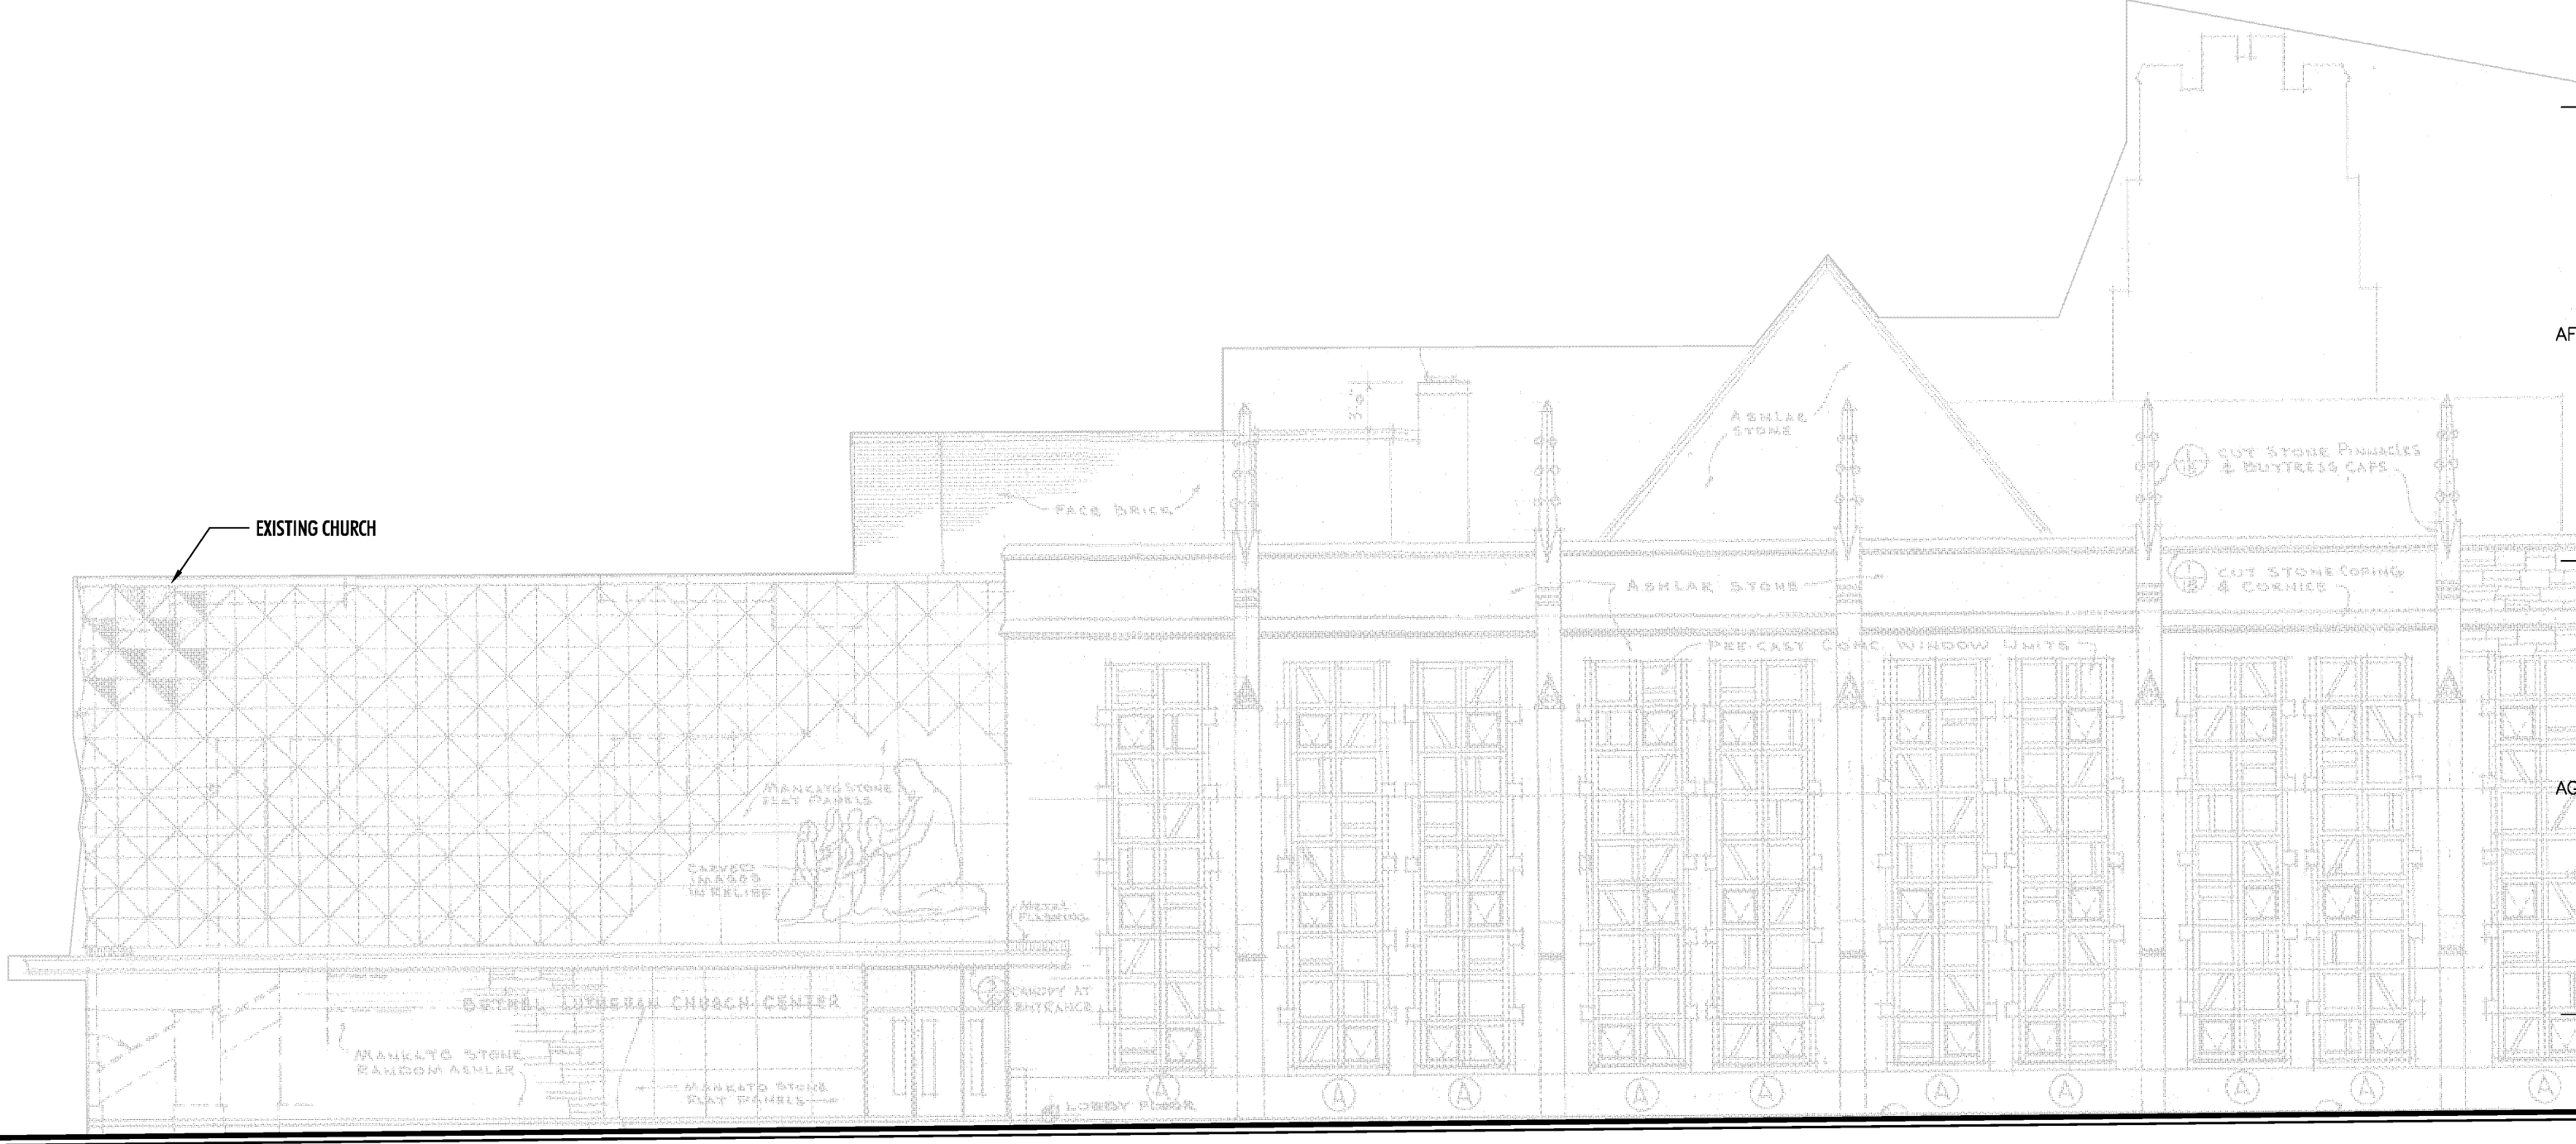 AF
3'-0"
ASHLAR
STONE
CUT STONE PINNACLES
& BUTTRESS CAPS
FACE BRICK
EXISTING CHURCH
ASHLAR STONE
CUT STONE COPING
& CORNICE
PRE-CAST CONC WINDOW UNITS
MANKATO STONE
FLAT PANELS
AG
CARVED
IMAGES
IN RELIEF
METAL
FLASHING
CANOPY AT
ENTRANCE
BETHEL LUTHERAN CHURCH CENTER
MANKATO STONE
RANDOM ASHLAR
MANKATO STONE
FLAT PANELS
LOBBY FLOOR
A A A A A A A A A A